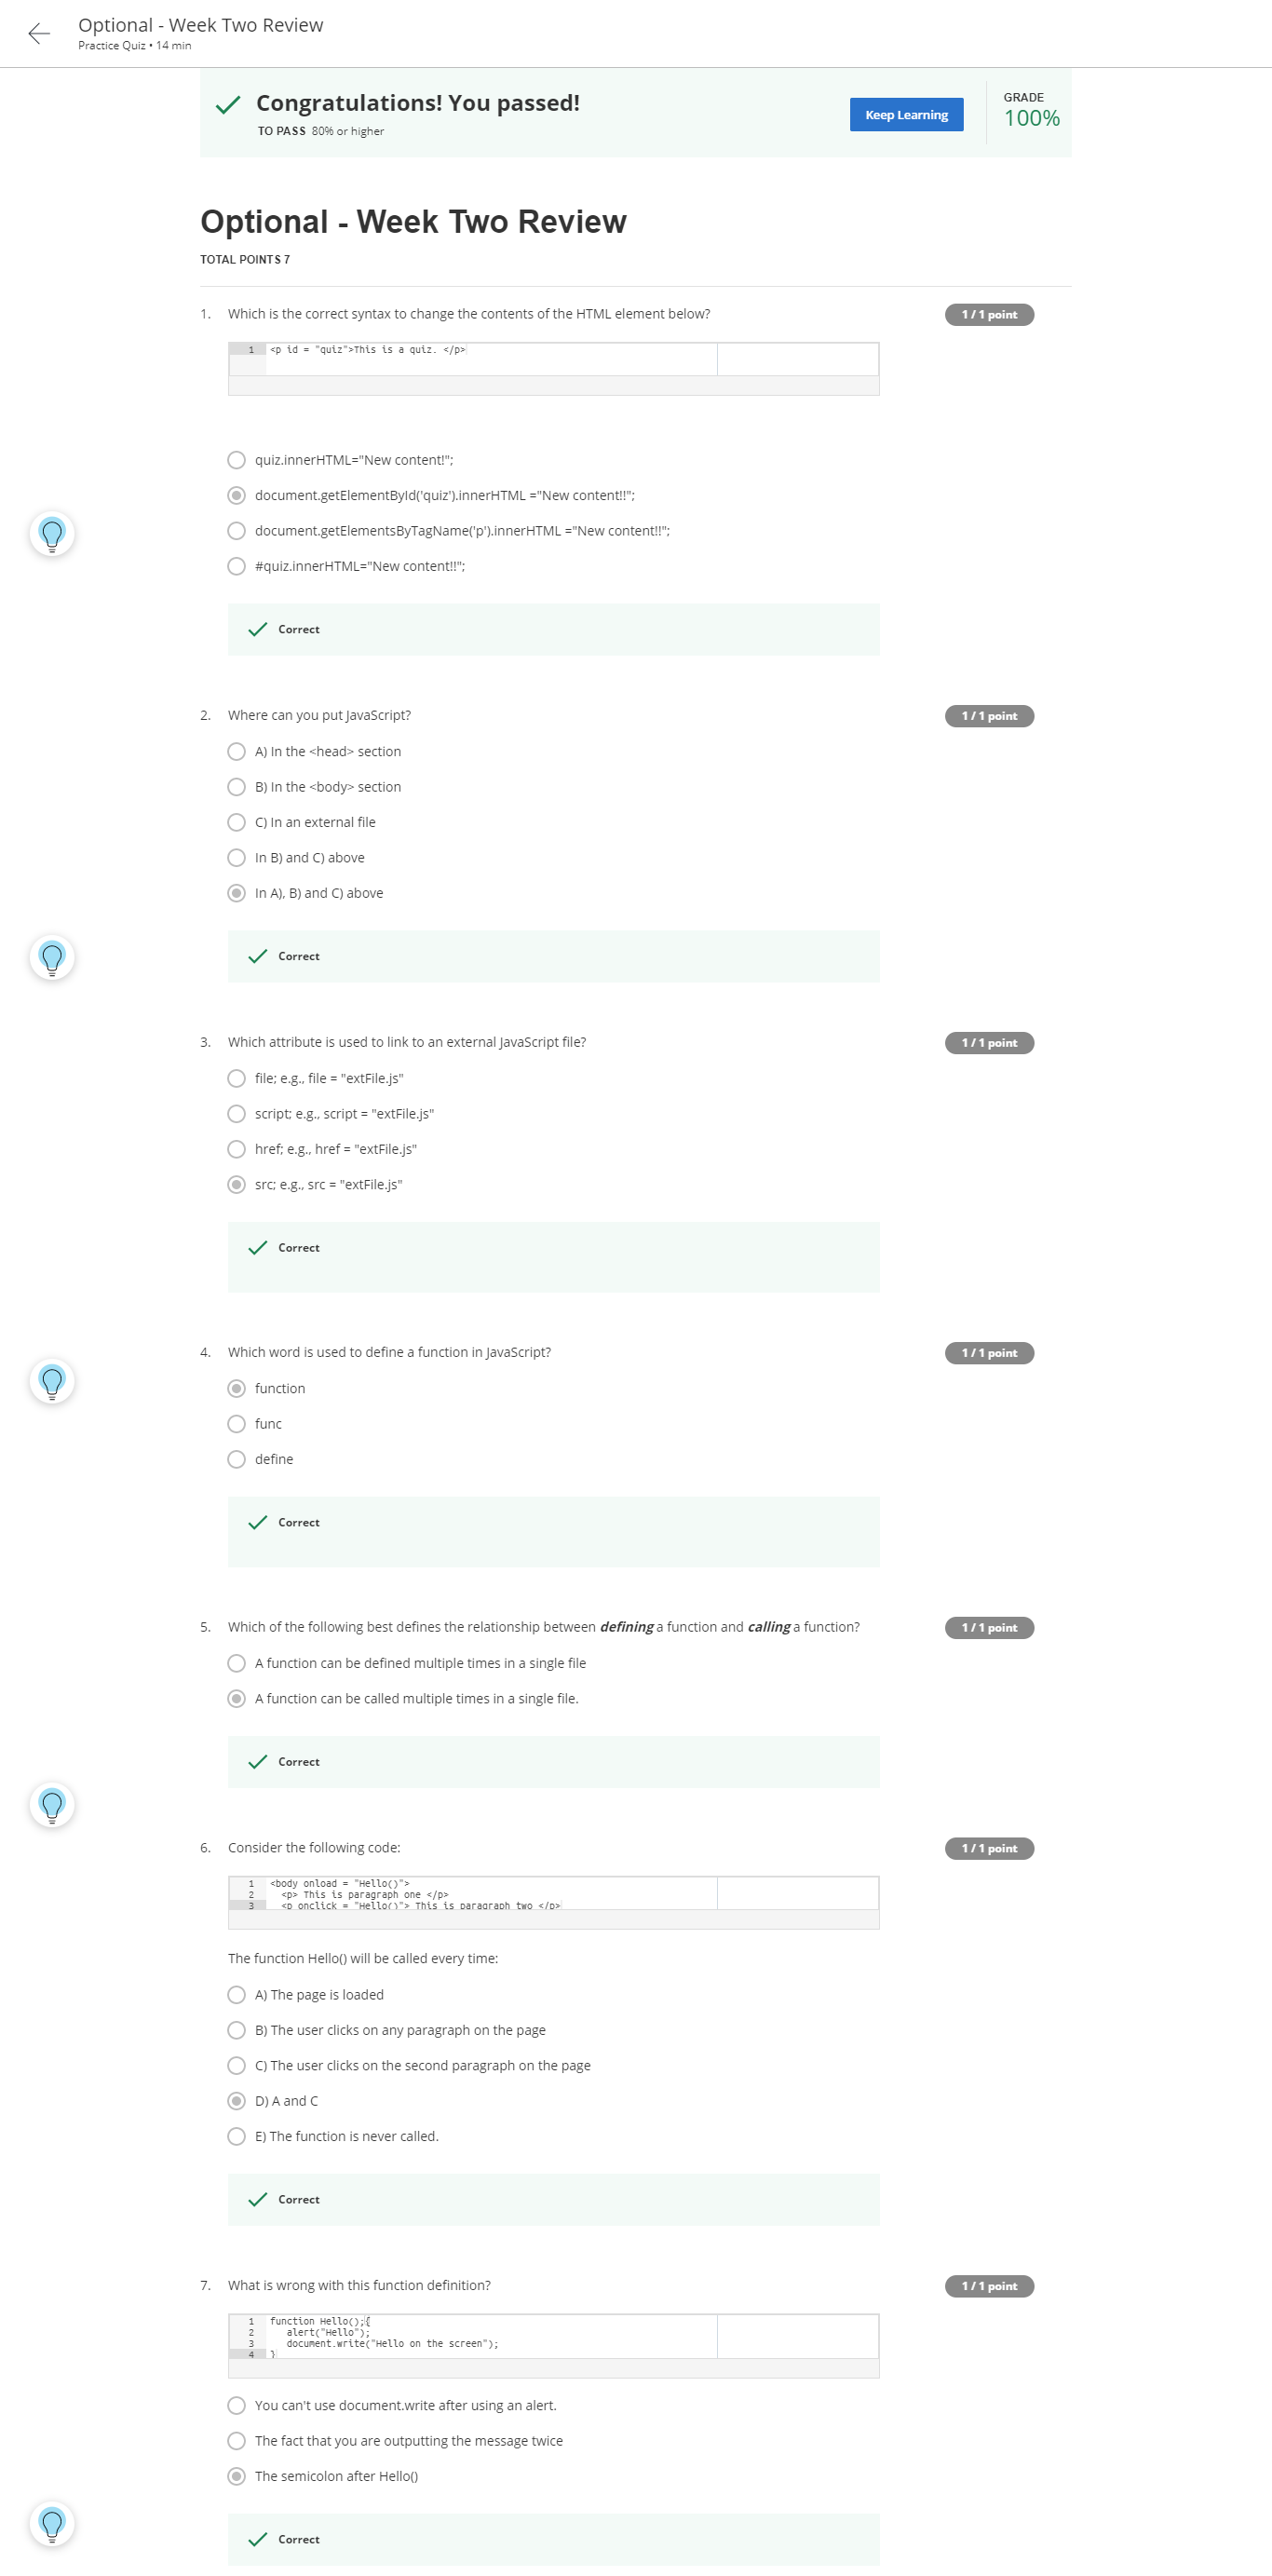 Optional - Week Two Review
Practice Quiz • 14 min
Congratulations! You passed!
TO PASS 80% or higher
Keep Learning
GRADE
100%
Optional - Week Two Review
TOTAL POINTS 7
1. Which is the correct syntax to change the contents of the HTML element below?
1 / 1 point
1 <p id = "quiz">This is a quiz. </p>
quiz.innerHTML="New content!";
document.getElementById('quiz').innerHTML ="New content!!";
document.getElementsByTagName('p').innerHTML ="New content!!";
#quiz.innerHTML="New content!!";
Correct
2. Where can you put JavaScript?
1 / 1 point
A) In the <head> section
B) In the <body> section
C) In an external file
In B) and C) above
In A), B) and C) above
Correct
3. Which attribute is used to link to an external JavaScript file?
1 / 1 point
file; e.g., file = "extFile.js"
script; e.g., script = "extFile.js"
href; e.g., href = "extFile.js"
src; e.g., src = "extFile.js"
Correct
4. Which word is used to define a function in JavaScript?
1 / 1 point
function
func
define
Correct
5. Which of the following best defines the relationship between defining a function and calling a function?
1 / 1 point
A function can be defined multiple times in a single file
A function can be called multiple times in a single file.
Correct
6. Consider the following code:
1 / 1 point
1 <body onload = "Hello()">
2 <p> This is paragraph one </p>
3 <p onclick = "Hello()"> This is paragraph two </p>
The function Hello() will be called every time:
A) The page is loaded
B) The user clicks on any paragraph on the page
C) The user clicks on the second paragraph on the page
D) A and C
E) The function is never called.
Correct
7. What is wrong with this function definition?
1 / 1 point
1 function Hello();{
2 alert("Hello");
3 document.write("Hello on the screen");
4 }
You can't use document.write after using an alert.
The fact that you are outputting the message twice
The semicolon after Hello()
Correct